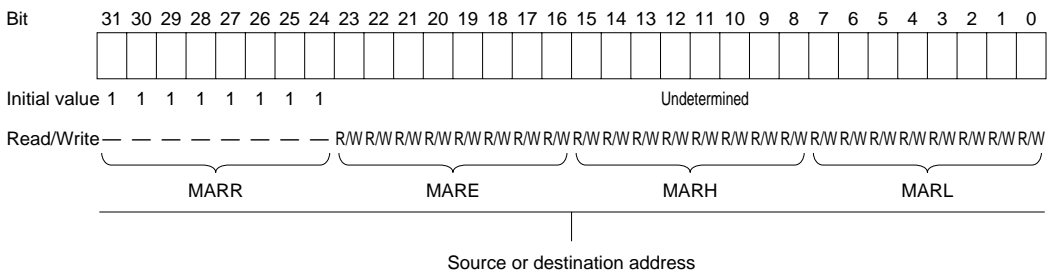 Bit 31 30 29 28 27 26 25 24 23 22 21 20 19 18 17 16 15 14 13 12 11 10 9 8 7 6 5 4 3 2 1 0
Initial value 1 1 1 1 1 1 1 1 Undetermined
Read/Write — — — — — — — — R/W R/W R/W R/W R/W R/W R/W R/W R/W R/W R/W R/W R/W R/W R/W R/W R/W R/W R/W R/W R/W R/W R/W R/W
MARR MARE MARH MARL
Source or destination address